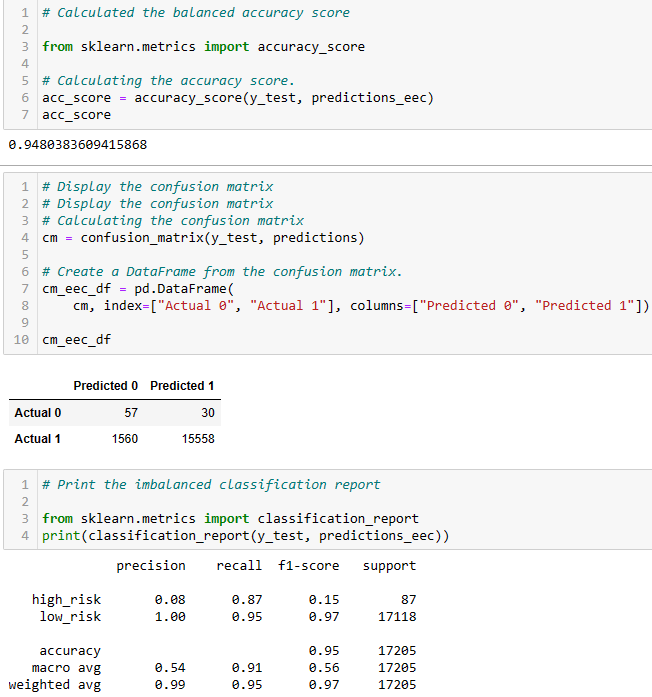 1 # Calculated the balanced accuracy score
2
3 from sklearn.metrics import accuracy_score
4
5 # Calculating the accuracy score.
6 acc_score = accuracy_score(y_test, predictions_eec)
7 acc_score
0.9480383609415868
1 # Display the confusion matrix
2 # Display the confusion matrix
3 # Calculating the confusion matrix
4 cm = confusion_matrix(y_test, predictions)
5
6 # Create a DataFrame from the confusion matrix.
7 cm_eec_df = pd.DataFrame(
8     cm, index=["Actual 0", "Actual 1"], columns=["Predicted 0", "Predicted 1"])
9
10 cm_eec_df
Predicted 0 Predicted 1
Actual 0 57 30
Actual 1 1560 15558
1 # Print the imbalanced classification report
2
3 from sklearn.metrics import classification_report
4 print(classification_report(y_test, predictions_eec))
precision recall f1-score support
high_risk 0.08 0.87 0.15 87
low_risk 1.00 0.95 0.97 17118
accuracy 0.95 17205
macro avg 0.54 0.91 0.56 17205
weighted avg 0.99 0.95 0.97 17205